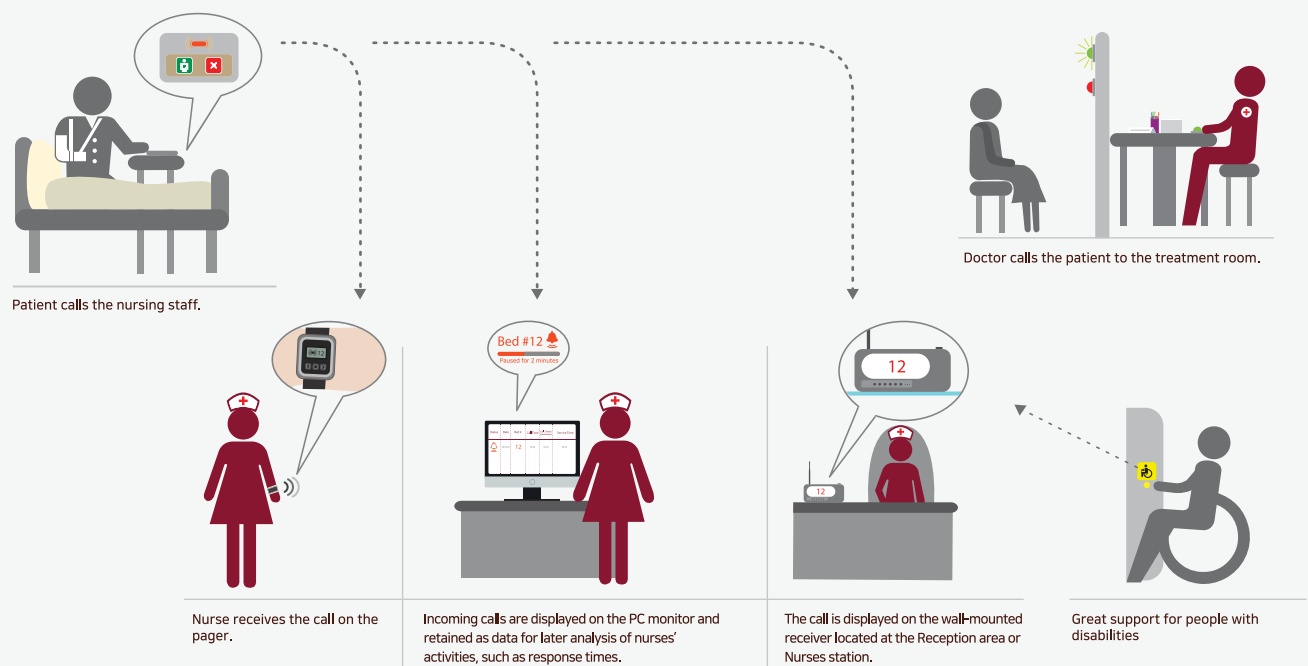 Patient calls the nursing staff.
Doctor calls the patient to the treatment room.
12
Bed #12
Paused for 2 minutes
12
12
12
Nurse receives the call on the
pager.
Incoming calls are displayed on the PC monitor and
retained as data for later analysis of nurses'
activities, such as response times.
The call is displayed on the wall-mounted
receiver located at the Reception area or
Nurses station.
Great support for people with
disabilities